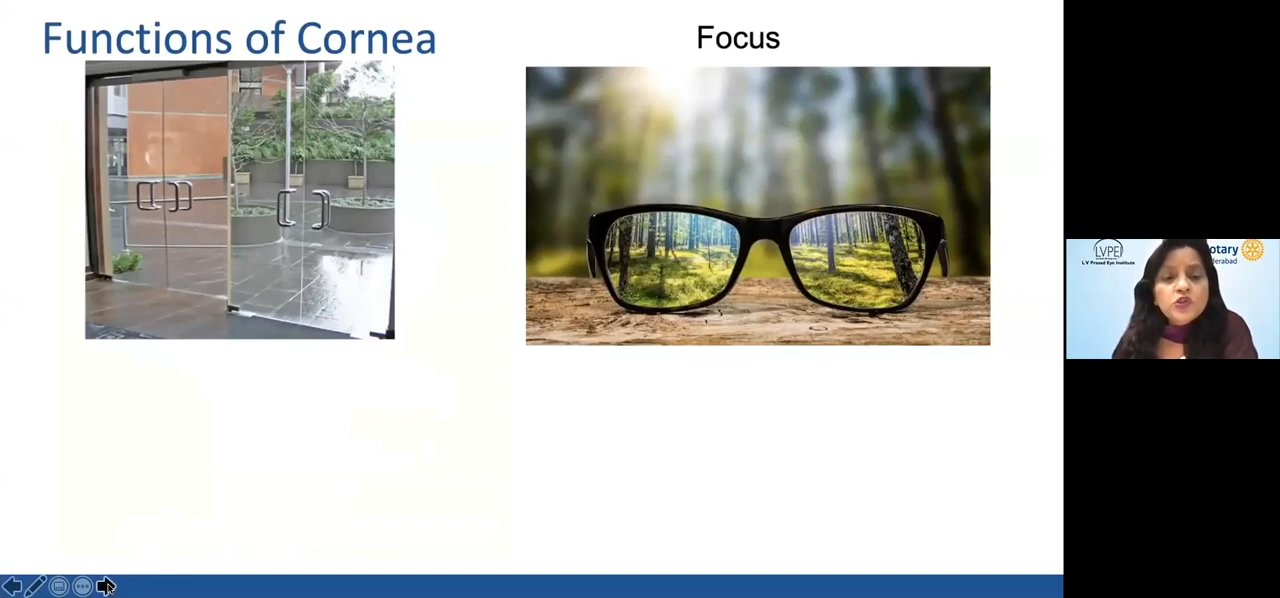 Functions of Cornea
Focus
LVPEI
L V Prasad Eye Institute
otary
derabad